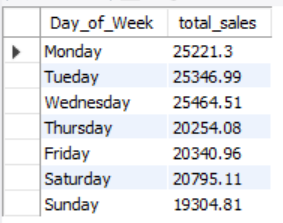 Day_of_Week total_sales
Monday 25221.3
Tueday 25346.99
Wednesday 25464.51
Thursday 20254.08
Friday 20340.96
Saturday 20795.11
Sunday 19304.81